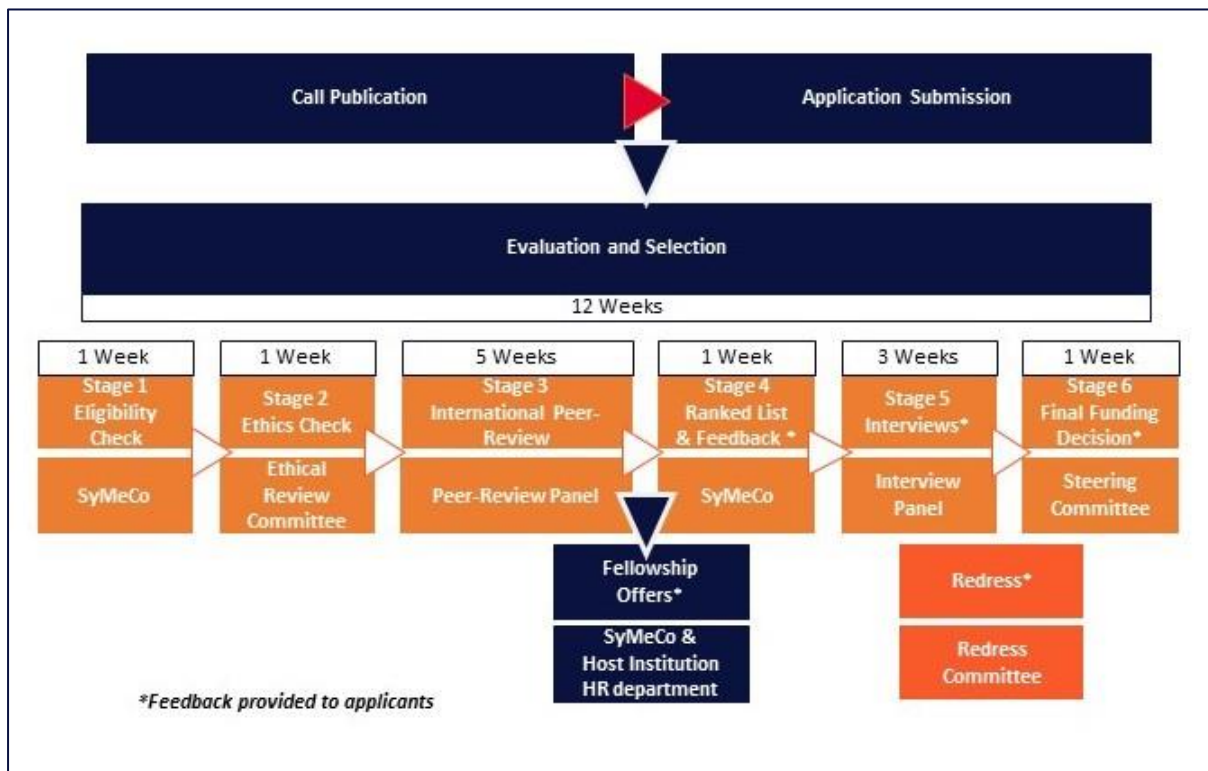 Call Publication
Application Submission
Evaluation and Selection
12 Weeks
1 Week
1 Week
5 Weeks
1 Week
3 Weeks
1 Week
Stage 1
Eligibility
Check
Stage 2
Ethics Check
Stage 3
International Peer-
Review
Stage 4
Ranked List
& Feedback *
Stage 5
Interviews*
Stage 6
Final Funding
Decision*
SyMeCo
Ethical
Review
Committee
Peer-Review Panel
SyMeCo
Interview
Panel
Steering
Committee
Fellowship
Offers*
Redress*
SyMeCo &
Host Institution
HR department
Redress
Committee
*Feedback provided to applicants